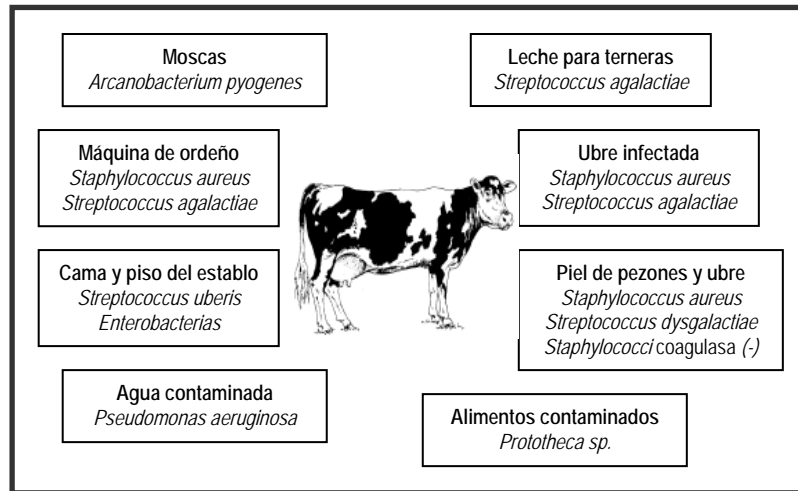 Moscas
Arcanobacterium pyogenes
Leche para terneras
Streptococcus agalactiae
Máquina de ordeño
Staphylococcus aureus
Streptococcus agalactiae
Ubre infectada
Staphylococcus aureus
Streptococcus agalactiae
Cama y piso del establo
Streptococcus uberis
Enterobacterias
Piel de pezones y ubre
Staphylococcus aureus
Streptococcus dysgalactiae
Staphylococci coagulasa (-)
Agua contaminada
Pseudomonas aeruginosa
Alimentos contaminados
Prototheca sp.